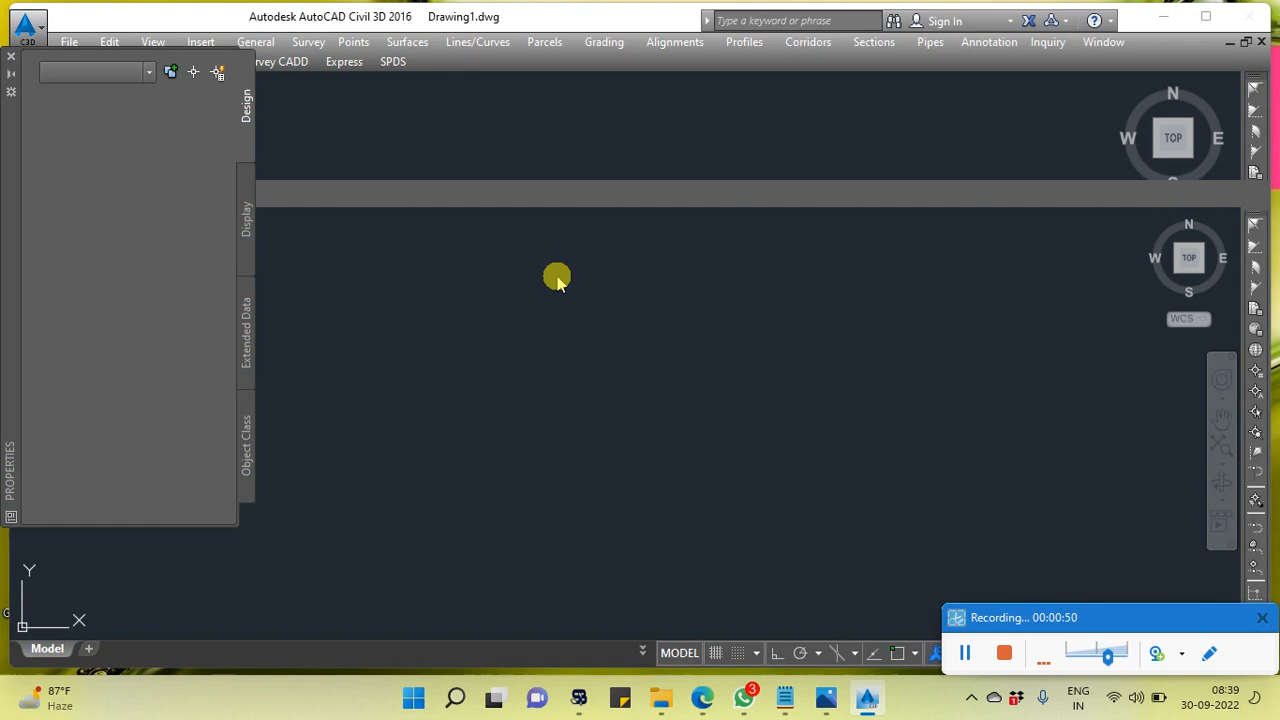 Autodesk AutoCAD Civil 3D 2016 Drawing1.dwg
Type a keyword or phrase
Sign In
C3D
File Edit View Insert General Survey Points Surfaces Lines/Curves Parcels Grading Alignments Profiles Corridors Sections Pipes Annotation Inquiry Window
rvey CADD Express SPDS
Design
Display
Extended Data
Object Class
PROPERTIES
N
W TOP E
N
W TOP E
S
WCS
Y
X
Model
MODEL
Recording... 00:00:50
87°F
Haze
3
1
ENG
IN
08:39
30-09-2022